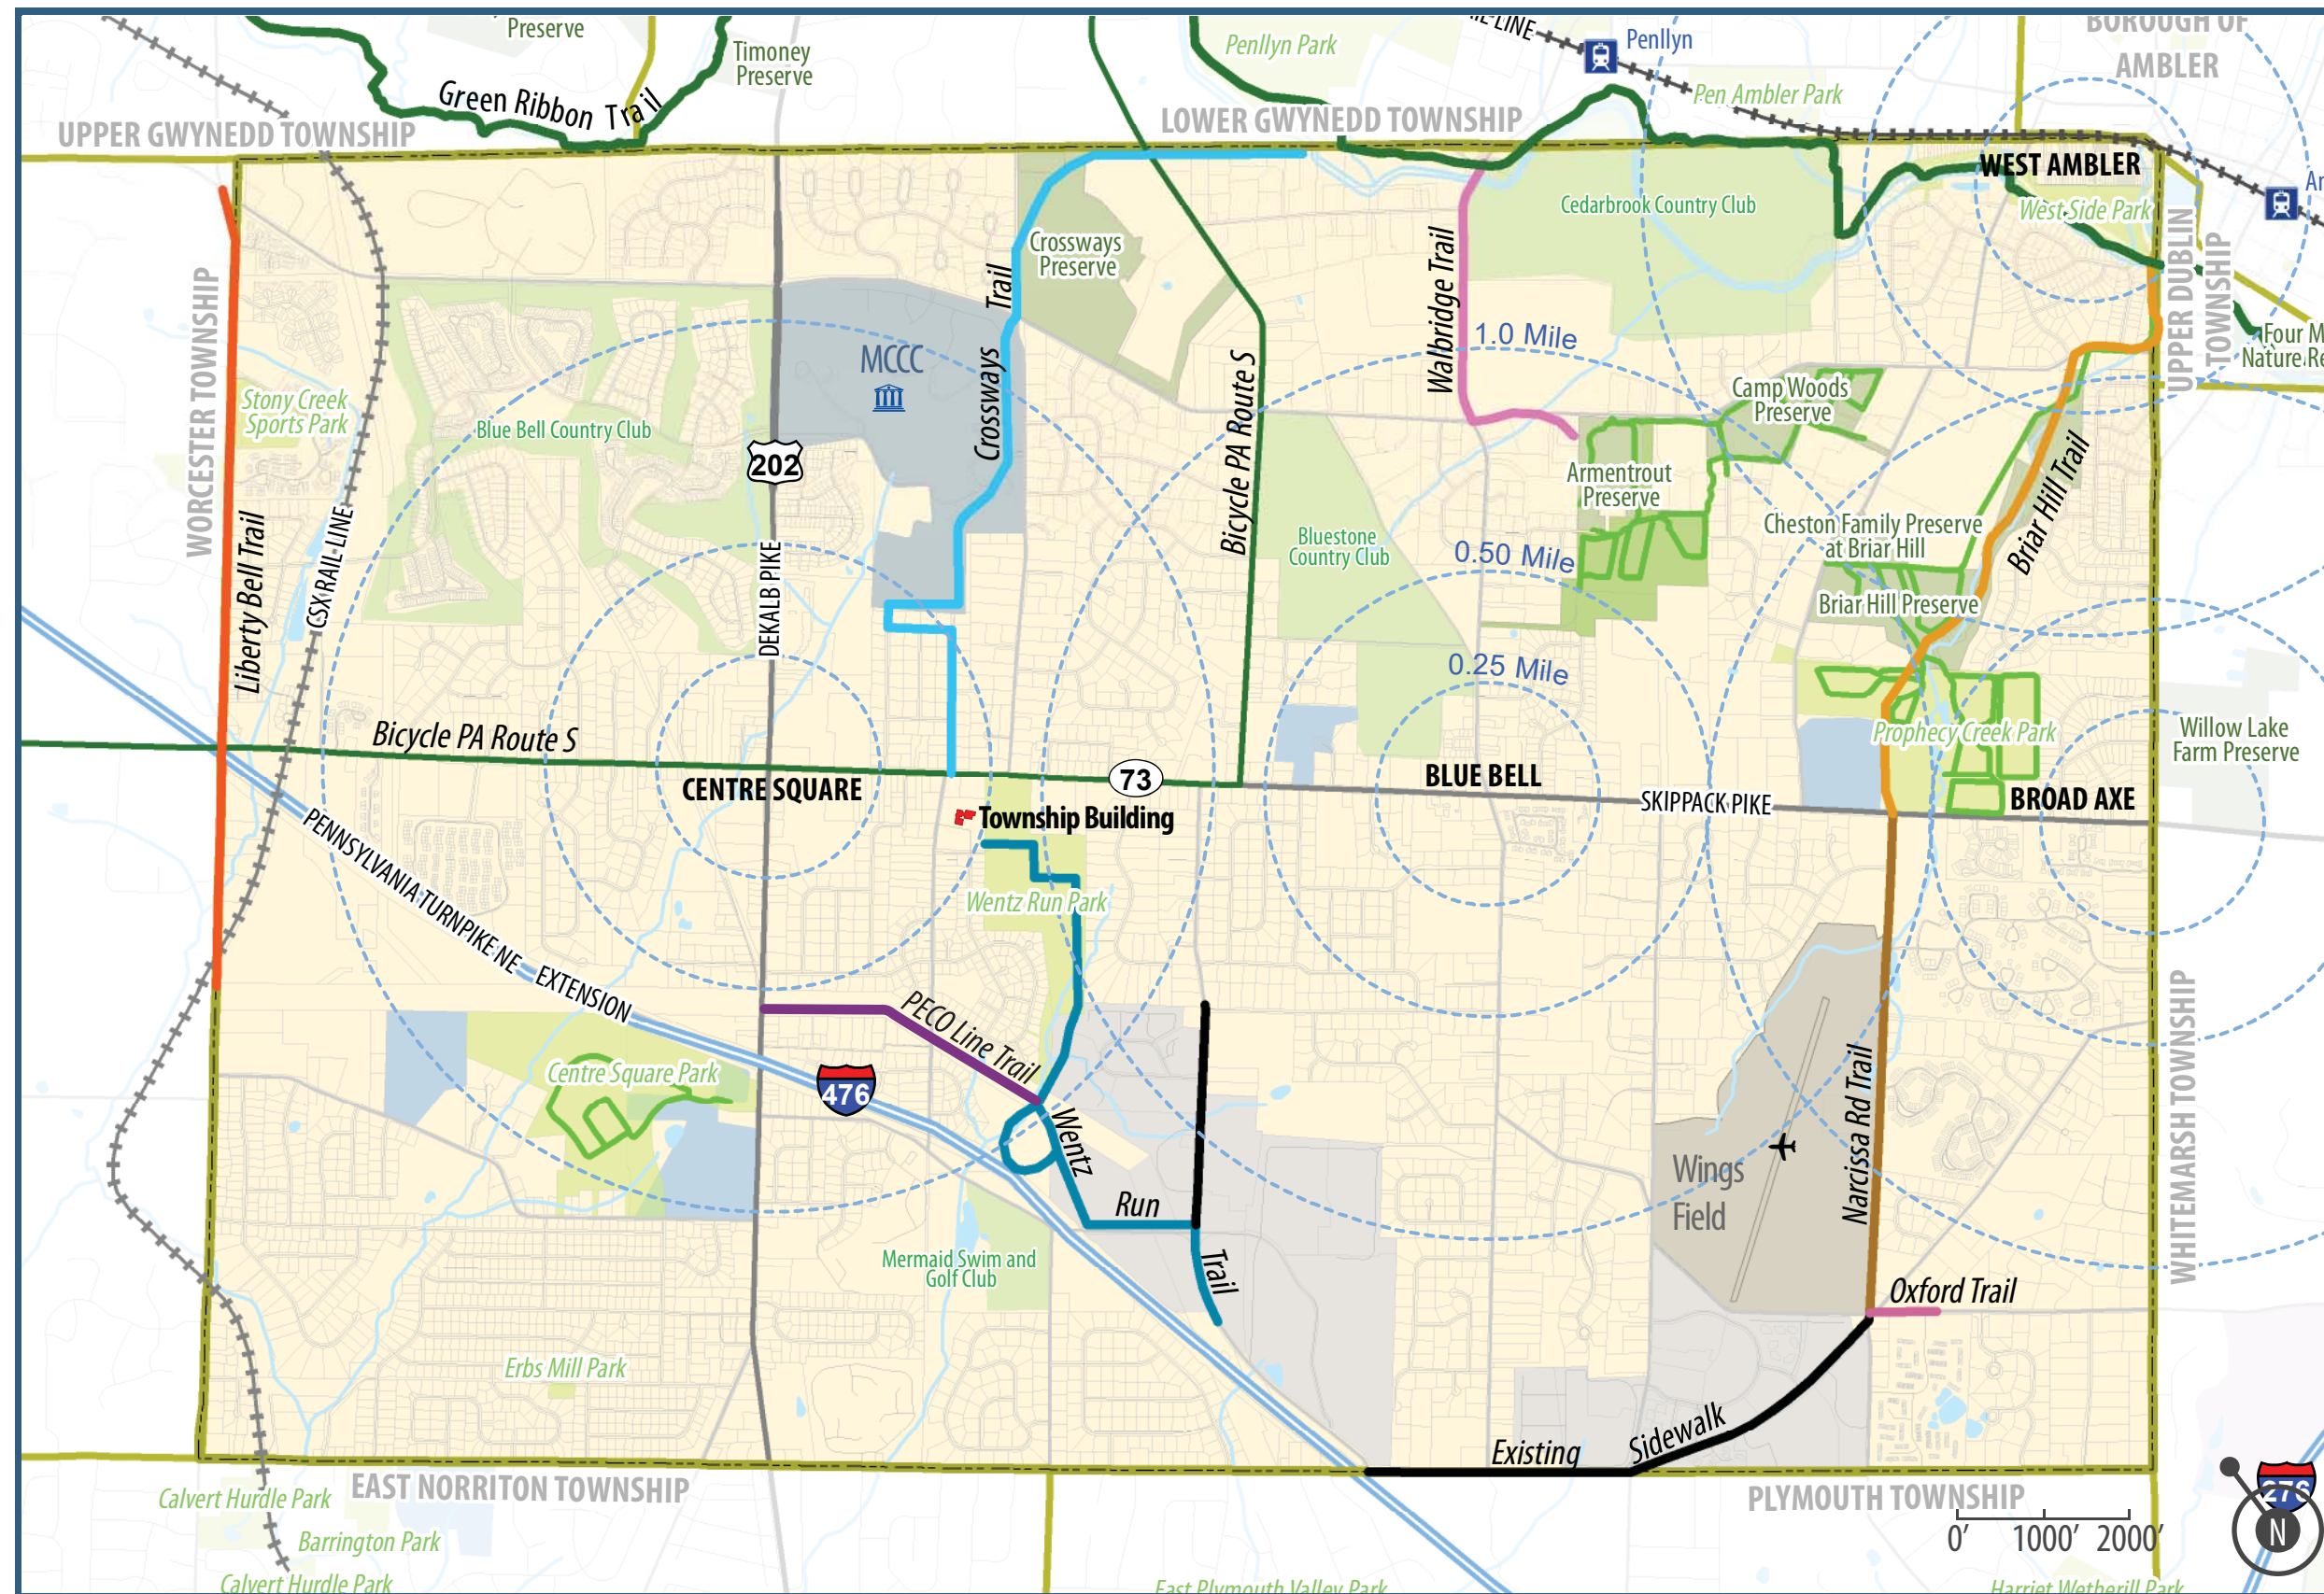 Preserve
Timoney
Preserve
Green Ribbon Trail
UPPER GWYNEDD TOWNSHIP
Penllyn Park
LOWER GWYNEDD TOWNSHIP
Penllyn
Pen Ambler Park
BOROUGH OF
AMBLER
WEST AMBLER
West Side Park
Cedarbrook Country Club
UPPER DUBLIN
TOWNSHIP
Four
Nature
WORCESTER TOWNSHIP
Stony Creek
Sports Park
Blue Bell Country Club
MCCC
202
Crossways Trail
Crossways
Preserve
Bicycle PA Route S
Walbridge Trail
1.0 Mile
0.50 Mile
0.25 Mile
Bluestone
Country Club
Armentrout
Preserve
Camp Woods
Preserve
Cheston Family Preserve
at Briar Hill
Briar Hill Preserve
Briar Hill Trail
Prophecy Creek Park
Willow Lake
Farm Preserve
Liberty Bell Trail
CSX RAIL LINE
DEKALB PIKE
Bicycle PA Route S
CENTRE SQUARE
73
BLUE BELL
SKIPPACK PIKE
BROAD AXE
Township Building
Wentz Run Park
PENNSYLVANIA TURNPIKE NE - EXTENSION
PECO Line Trail
476
Centre Square Park
Wentz
Run
Trail
Mermaid Swim and
Golf Club
Wings
Field
Narcissa Rd Trail
WHITEMARSH TOWNSHIP
Oxford Trail
Erbs Mill Park
Existing
Sidewalk
EAST NORRITON TOWNSHIP
PLYMOUTH TOWNSHIP
Calvert Hurdle Park
Barrington Park
Calvert Hurdle Park
East Plymouth Valley Park
Harriet Wetherill Park
0' 1000' 2000'
276
N